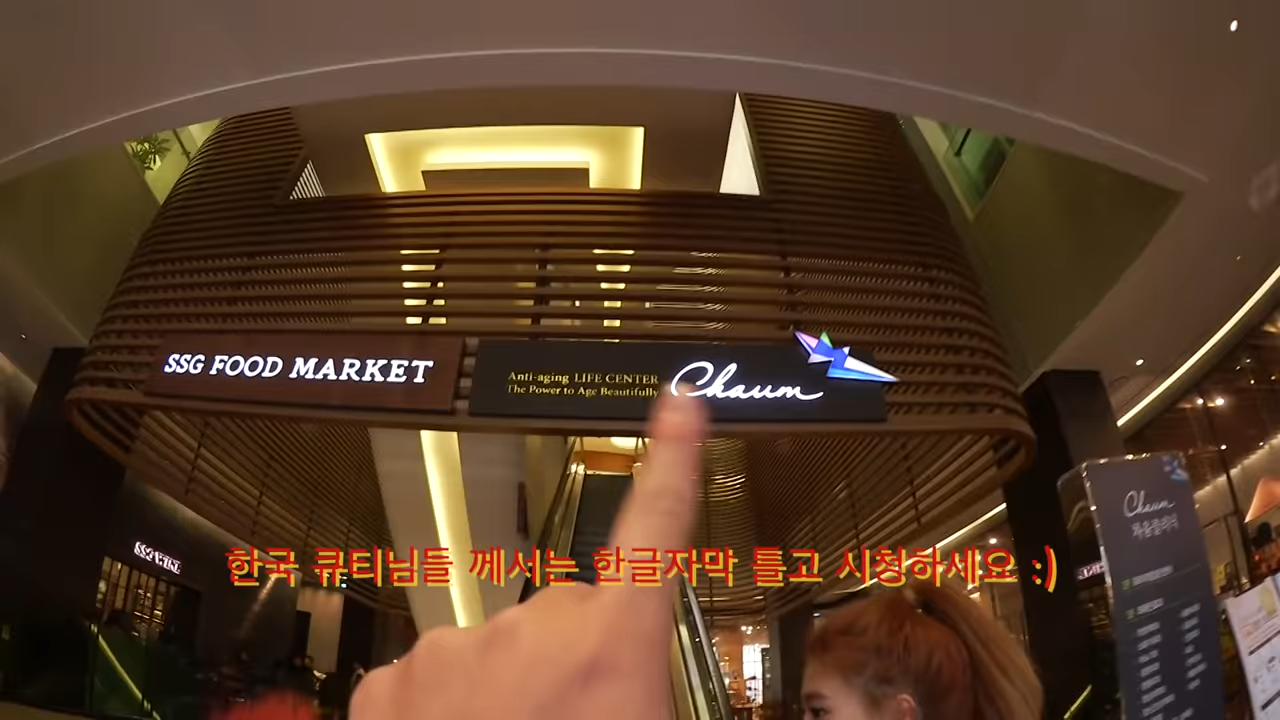 SSG FOOD MARKET
Anti-aging LIFE CENTER
The Power to Age Beautifully
Chaum
SSG WINE
한국 큐티님들 께서는 한글자막 틀고 시청하세요 :)
Chaum